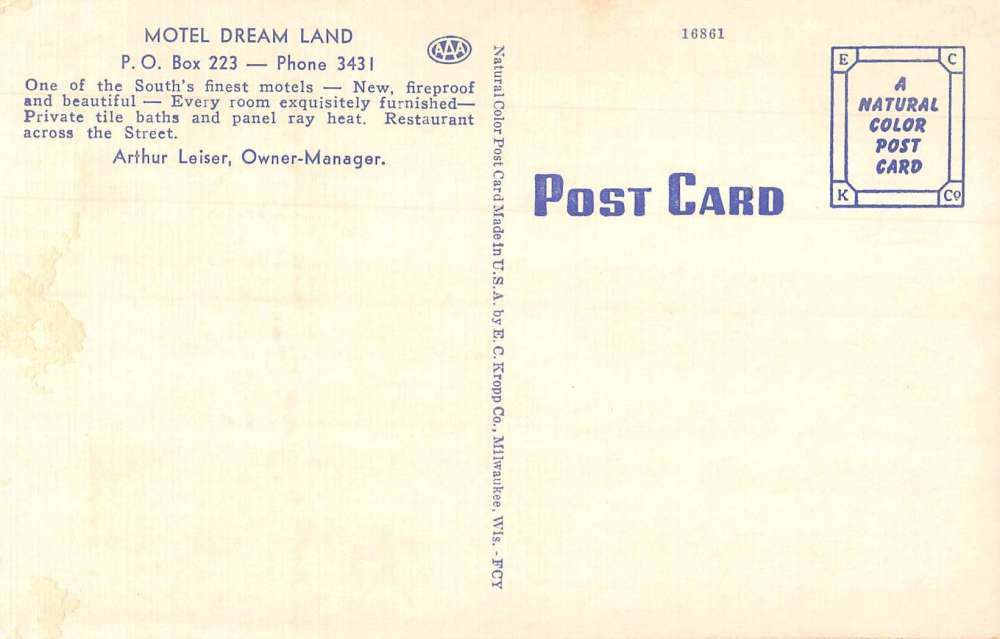 MOTEL DREAM LAND
P. O. Box 223 — Phone 3431
AAA
One of the South's finest motels — New, fireproof
and beautiful — Every room exquisitely furnished—
Private tile baths and panel ray heat. Restaurant
across the Street.
Arthur Leiser, Owner-Manager.
Natural Color Post Card Made in U. S. A. by E. C. Kropp Co., Milwaukee, Wis. - FCY
16861
POST CARD
E C
A
NATURAL
COLOR
POST
CARD
K Co